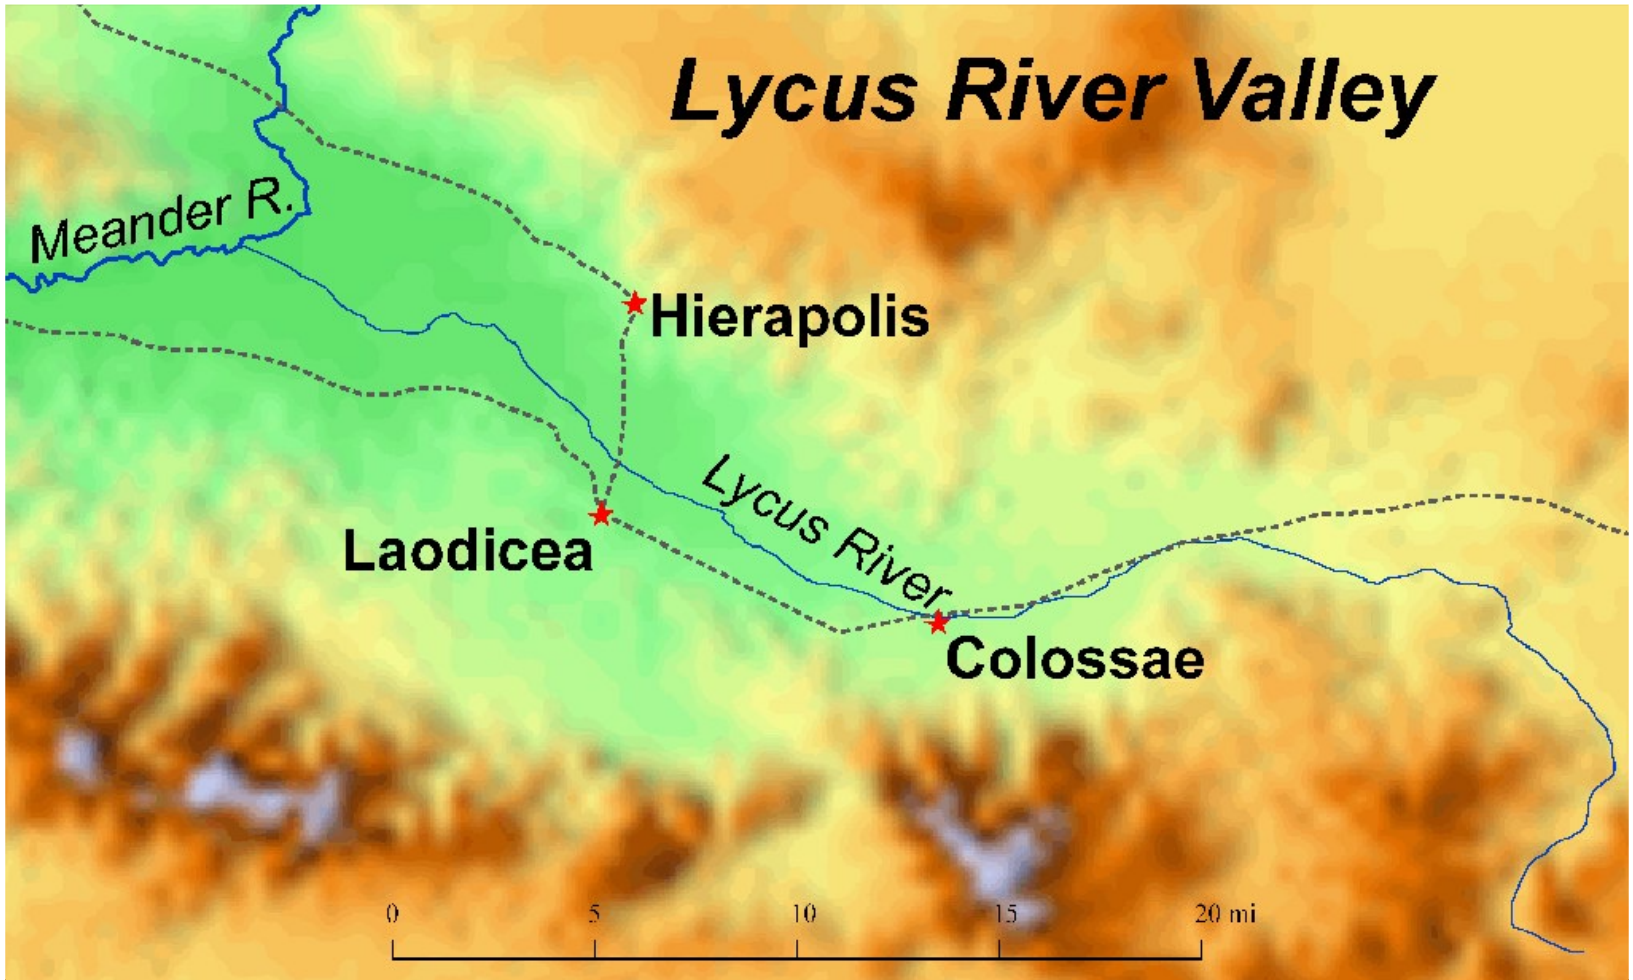 Lycus River Valley
Meander R.
Hierapolis
Lycus River
Laodicea
Colossae
0 5 10 15 20 mi